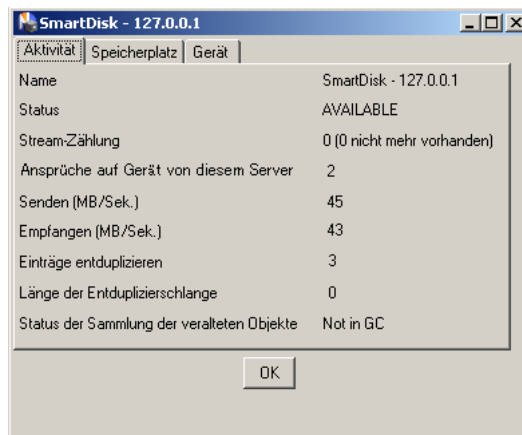 SmartDisk - 127.0.0.1
Aktivität Speicherplatz Gerät
Name SmartDisk - 127.0.0.1
Status AVAILABLE
Stream-Zählung 0 (0 nicht mehr vorhanden)
Ansprüche auf Gerät von diesem Server 2
Senden (MB/Sek.) 45
Empfangen (MB/Sek.) 43
Einträge entduplizieren 3
Länge der Entduplizierschlange 0
Status der Sammlung der veralteten Objekte Not in GC
OK